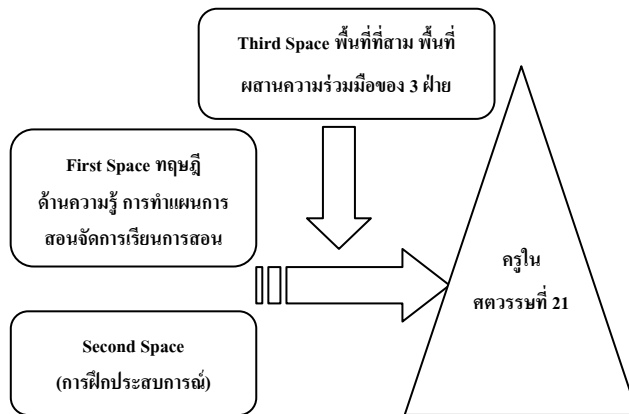 Third Space พื้นที่ที่สาม พื้นที่
ผสานความร่วมมือของ 3 ฝ่าย
First Space ทฤษฎี
ด้านความรู้ การทำแผนการ
สอนจัดการเรียนการสอน
ครูใน
ศตวรรษที่ 21
Second Space
(การฝึกประสบการณ์)